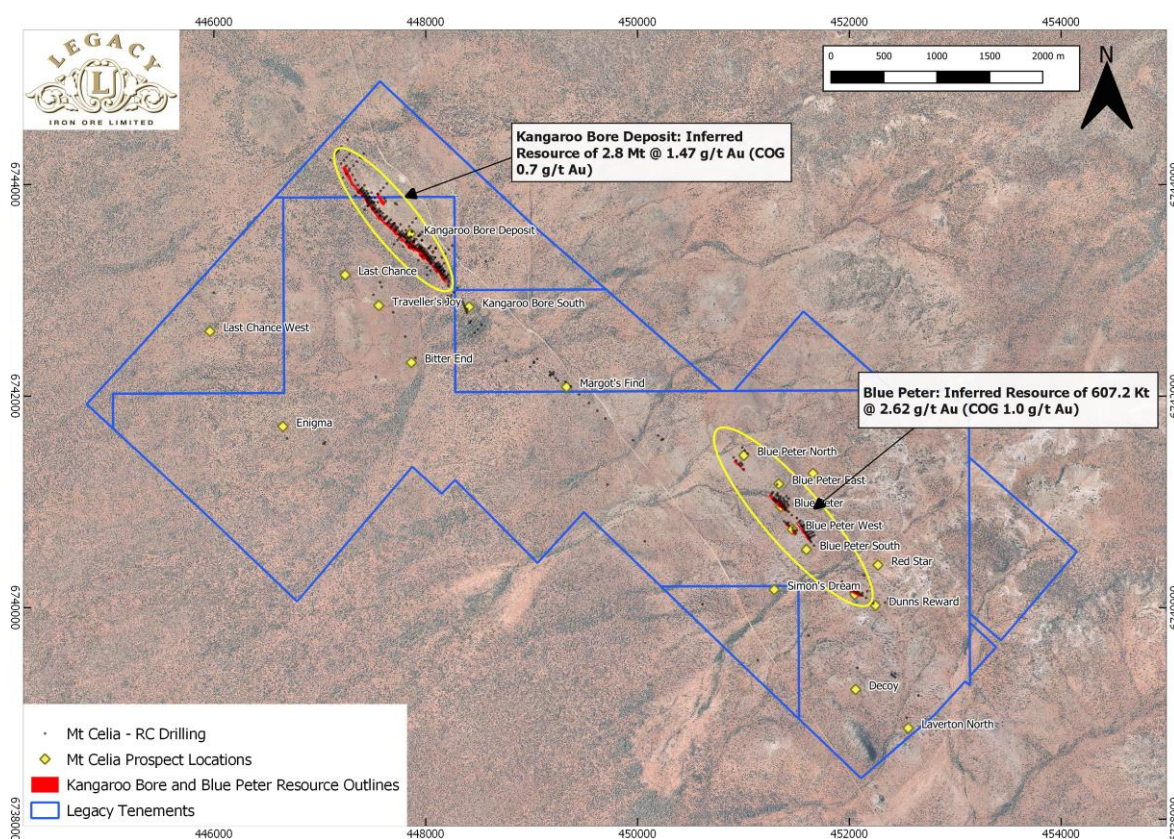 446000
448000
450000
452000
454000
LEGACY
LJ
IRON ORE LIMITED
0 500 1000 1500 2000 m
N
Kangaroo Bore Deposit: Inferred
Resource of 2.8 Mt @ 1.47 g/t Au (COG
0.7 g/t Au)
6744000
6744000
Kangaroo Bore Deposit
Last Chance
Traveller's Joy
Kangaroo Bore South
Last Chance West
Bitter End
Margot's Find
6742000
6742000
Blue Peter: Inferred Resource of 607.2 Kt
@ 2.62 g/t Au (COG 1.0 g/t Au)
Enigma
Blue Peter North
Blue Peter East
Blue Peter
Blue Peter West
Blue Peter South
Red Star
Simon's Dream
Dunns Reward
6740000
6740000
Decoy
Laverton North
Mt Celia - RC Drilling
Mt Celia Prospect Locations
Kangaroo Bore and Blue Peter Resource Outlines
Legacy Tenements
6738000
446000
448000
450000
452000
454000